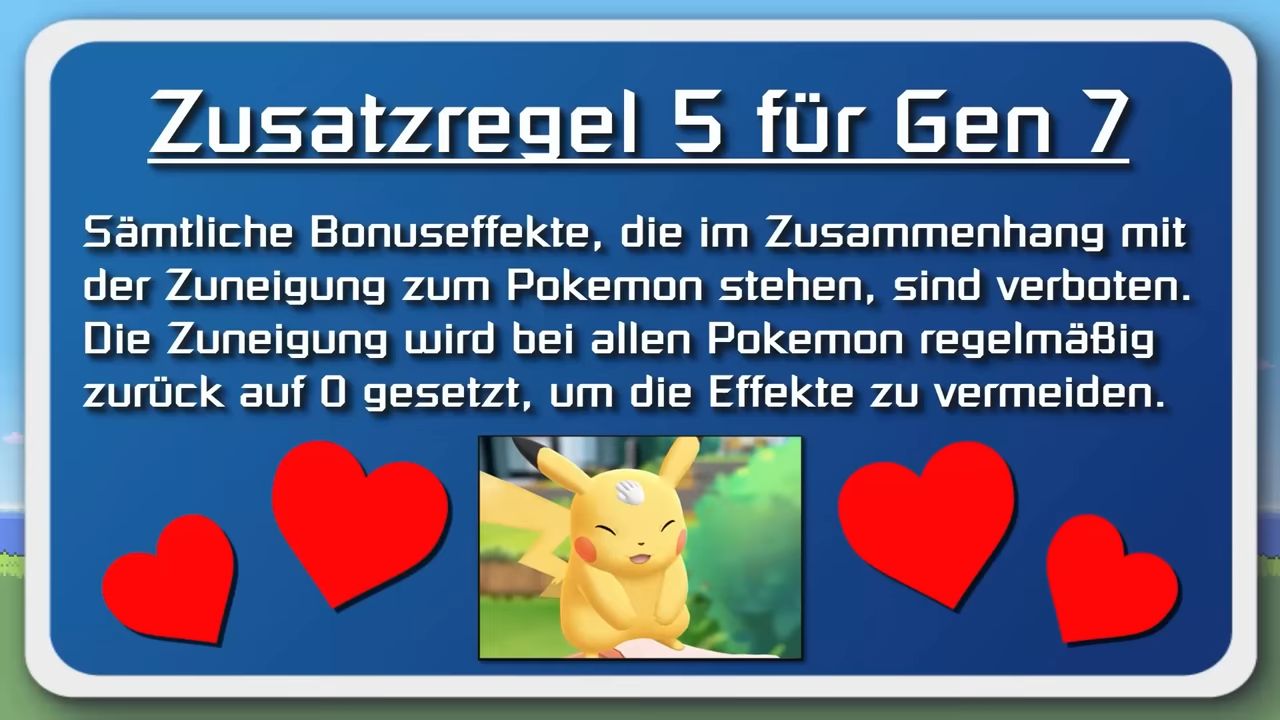 Zusatzregel 5 für Gen 7
Sämtliche Bonuseffekte, die im Zusammenhang mit
der Zuneigung zum Pokemon stehen, sind verboten.
Die Zuneigung wird bei allen Pokemon regelmäßig
zurück auf 0 gesetzt, um die Effekte zu vermeiden.